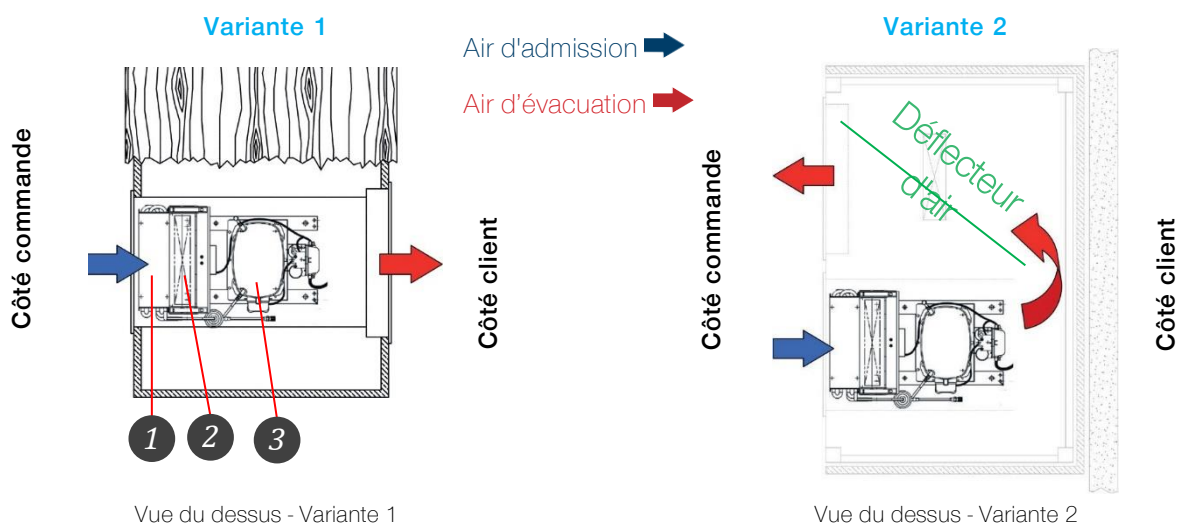 Variante 1
Air d'admission
Air d'évacuation
Variante 2
Côté commande
Côté client
1
2
3
Côté commande
Déflecteur
d'air
Côté client
Vue du dessus - Variante 1
Vue du dessus - Variante 2